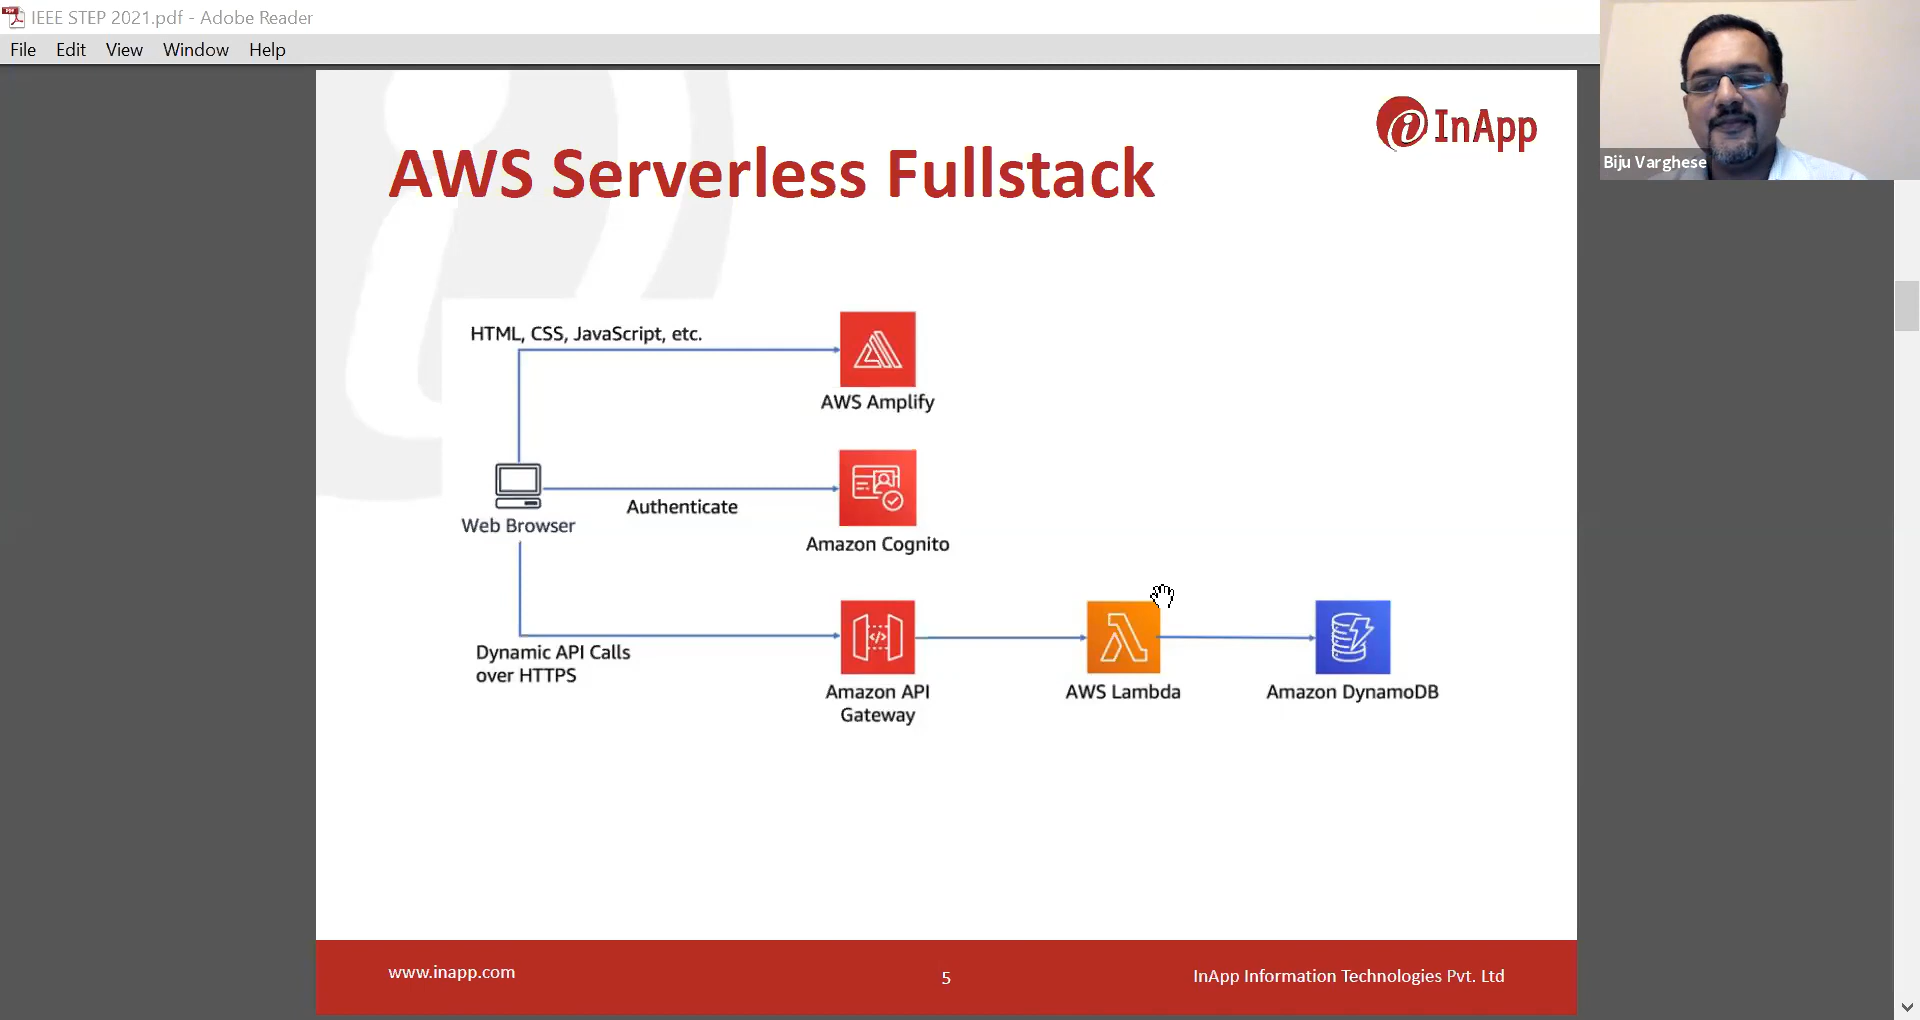 IEEE STEP 2021.pdf - Adobe Reader
File Edit View Window Help
Biju Varghese
InApp
AWS Serverless Fullstack
HTML, CSS, JavaScript, etc.
AWS Amplify
Web Browser
Authenticate
Amazon Cognito
Dynamic API Calls
over HTTPS
Amazon API
Gateway
AWS Lambda
Amazon DynamoDB
www.inapp.com
5
InApp Information Technologies Pvt. Ltd